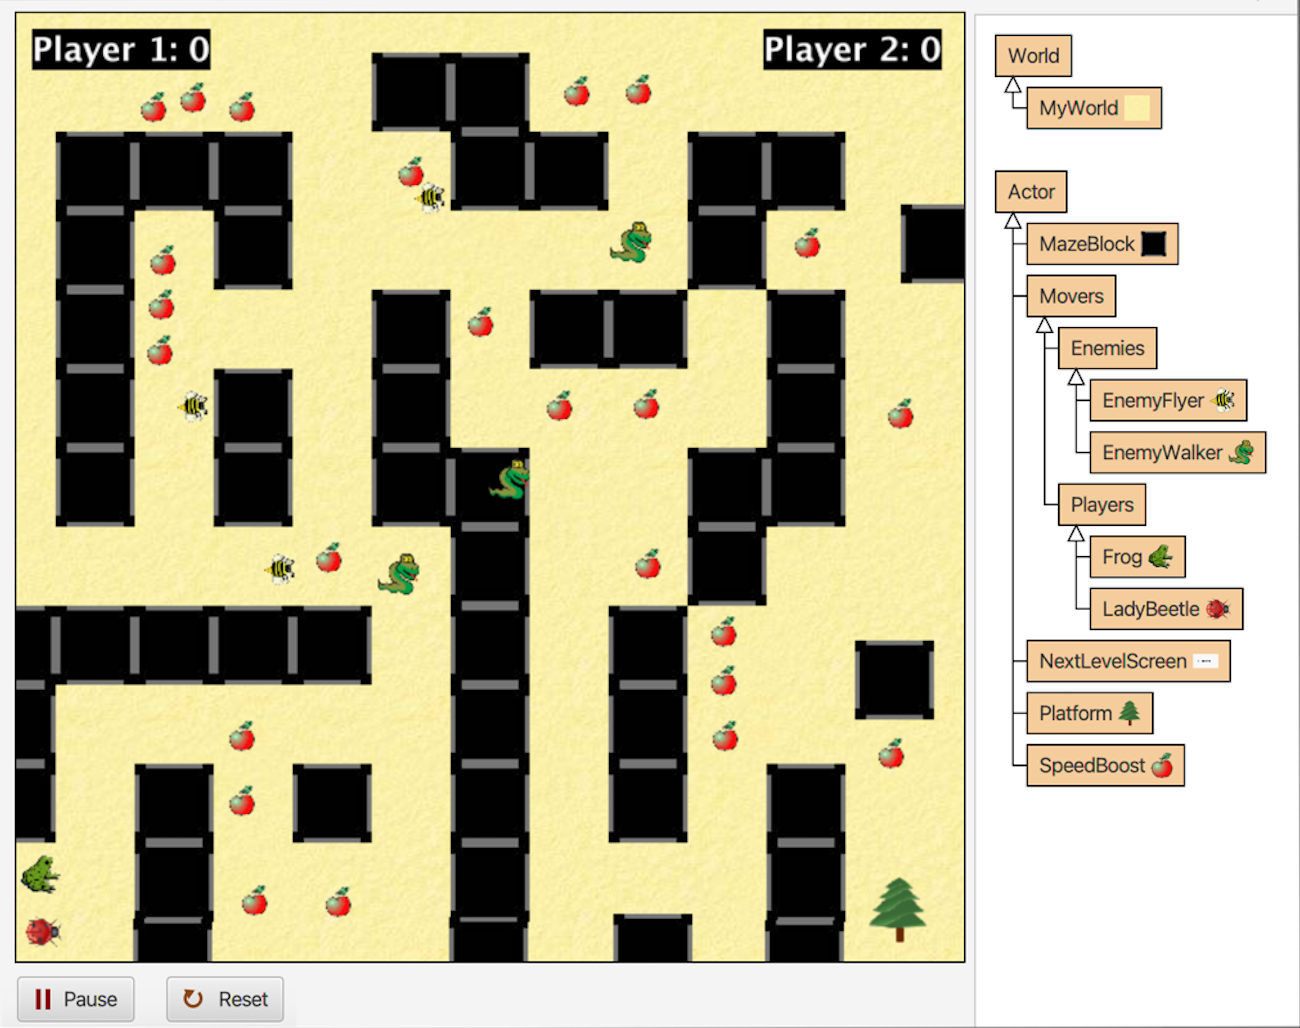 Player 1: 0
Player 2: 0
World
MyWorld
Actor
MazeBlock
Movers
Enemies
EnemyFlyer
EnemyWalker
Players
Frog
LadyBeetle
NextLevelScreen
Platform
SpeedBoost
Pause
Reset